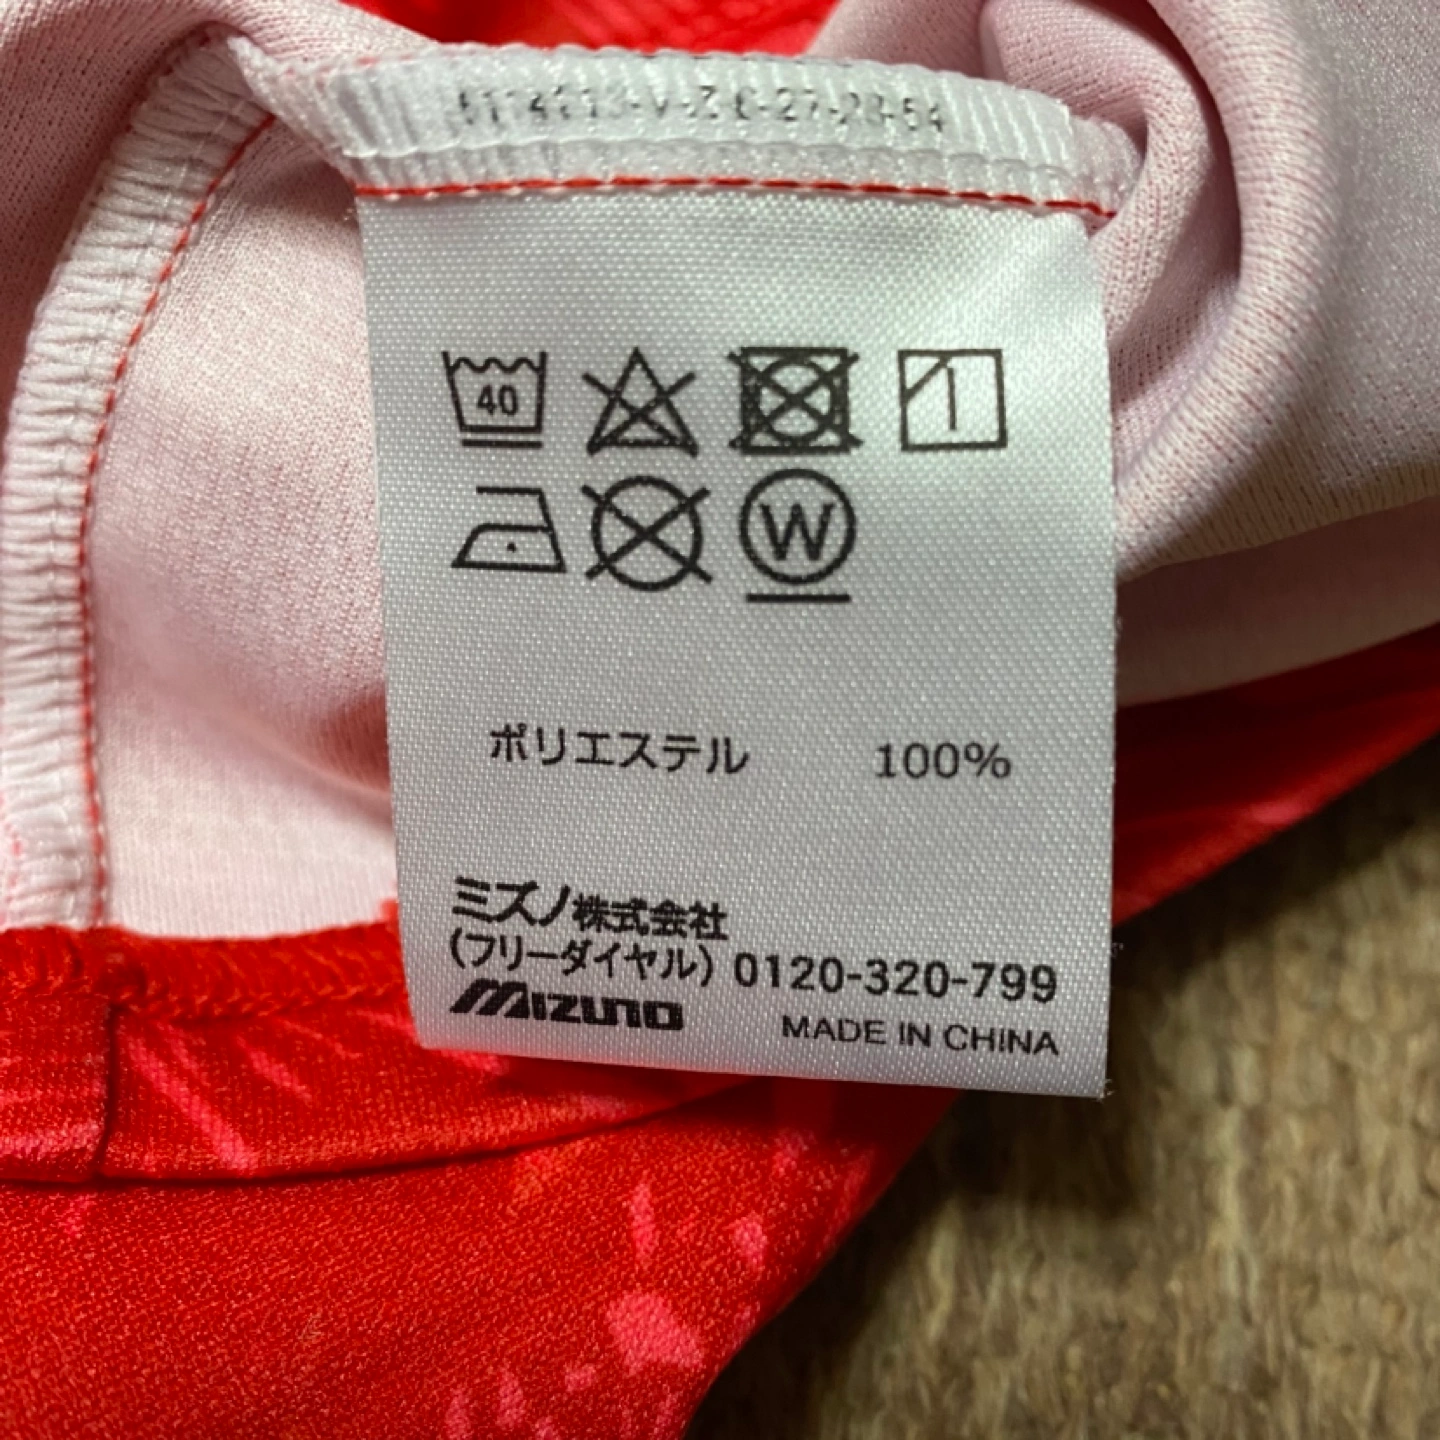 40
W
ポリエステル 100%
ミズノ株式会社
(フリーダイヤル) 0120-320-799
MIZUNO MADE IN CHINA